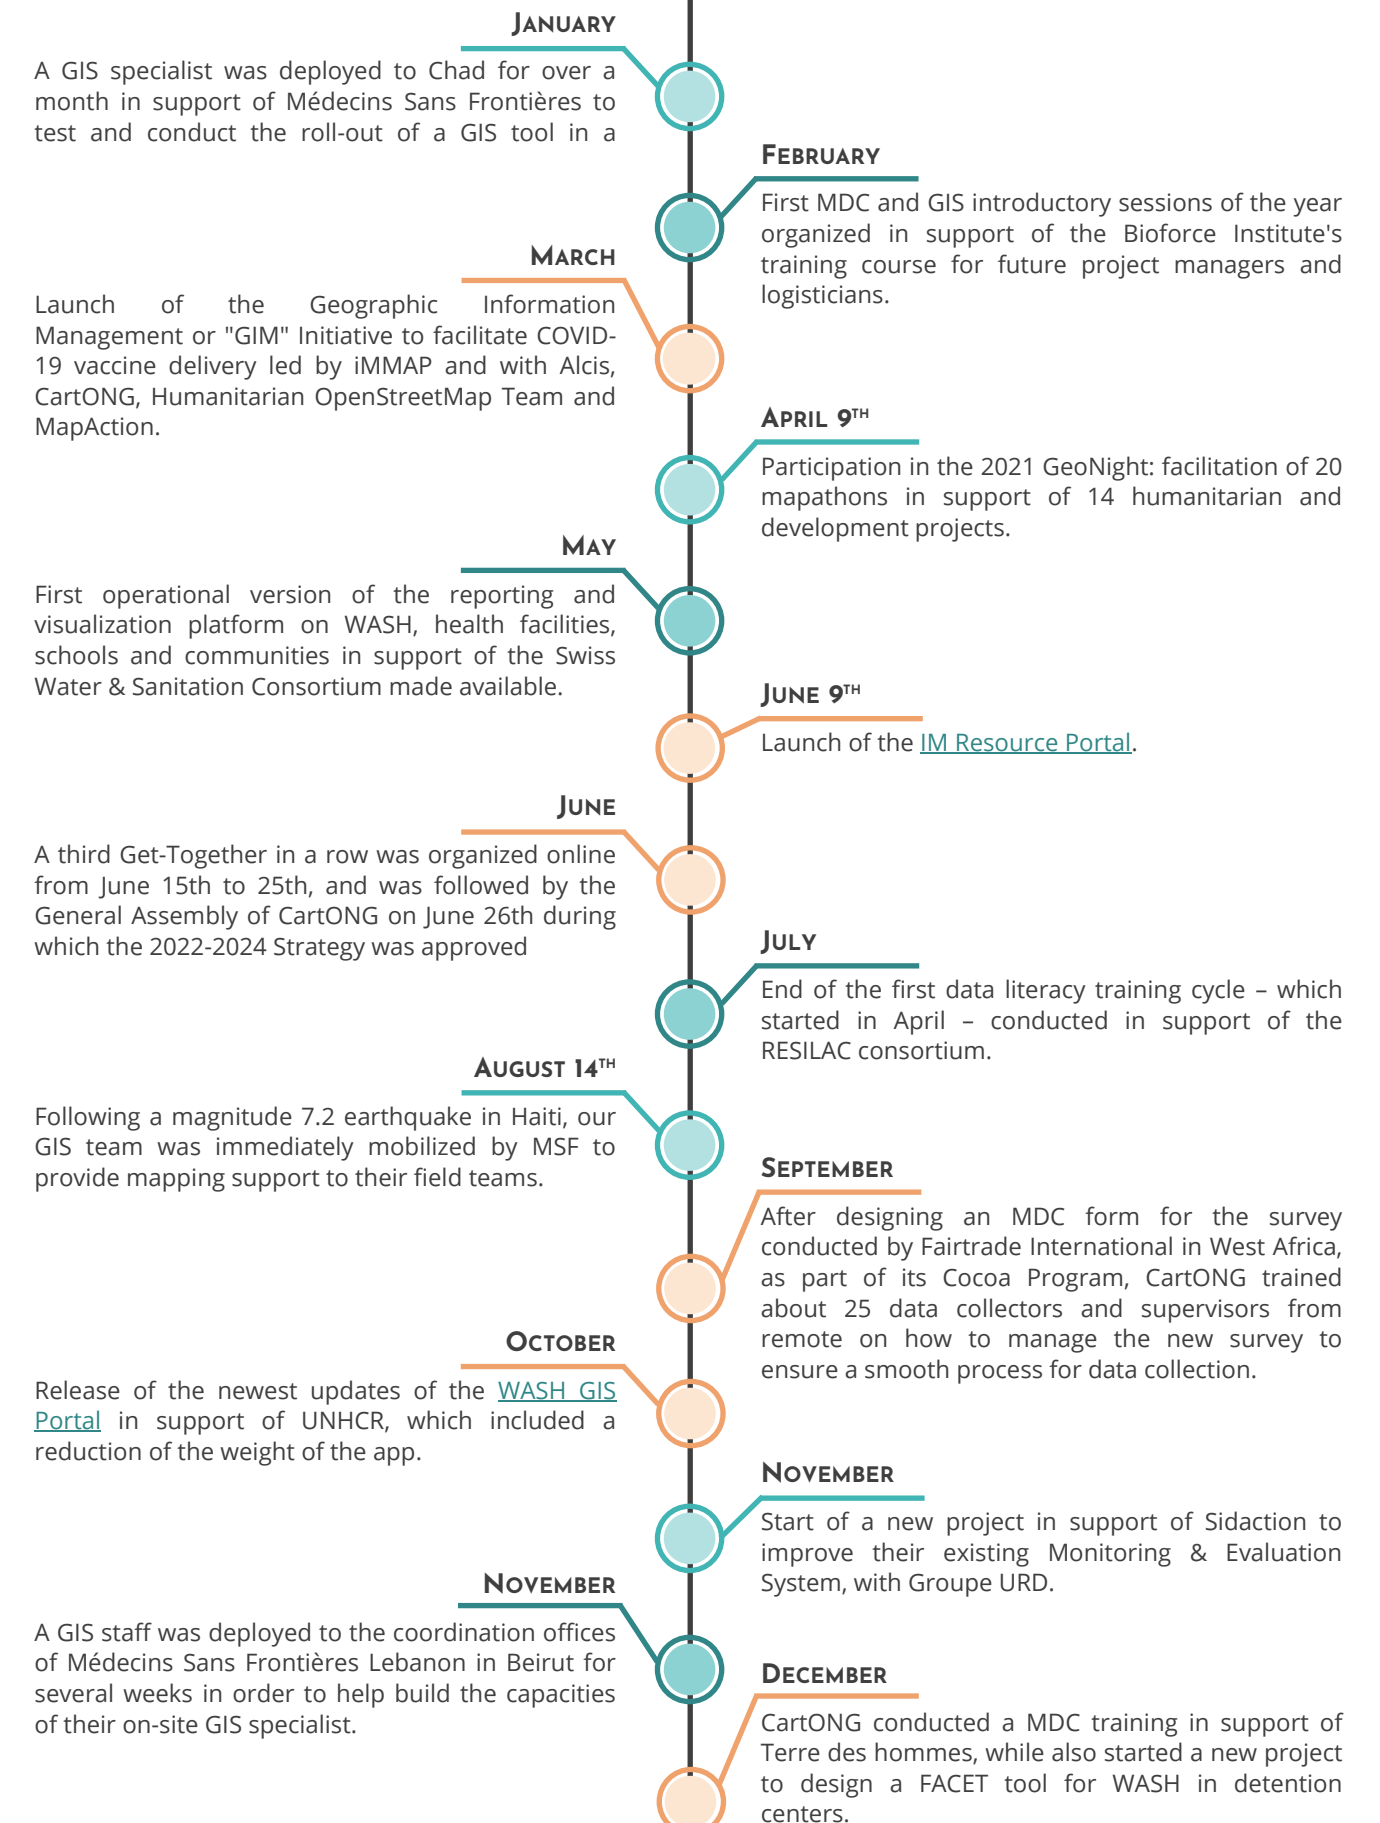 JANUARY
A GIS specialist was deployed to Chad for over a
month in support of Médecins Sans Frontières to
test and conduct the roll-out of a GIS tool in a
FEBRUARY
First MDC and GIS introductory sessions of the year
organized in support of the Bioforce Institute's
training course for future project managers and
logisticians.
MARCH
Launch of the Geographic Information
Management or "GIM" Initiative to facilitate COVID-
19 vaccine delivery led by iMMAP and with Alcis,
CartONG, Humanitarian OpenStreetMap Team and
MapAction.
APRIL 9TH
Participation in the 2021 GeoNight: facilitation of 20
mapathons in support of 14 humanitarian and
development projects.
MAY
First operational version of the reporting and
visualization platform on WASH, health facilities,
schools and communities in support of the Swiss
Water & Sanitation Consortium made available.
JUNE 9TH
Launch of the IM Resource Portal.
JUNE
A third Get-Together in a row was organized online
from June 15th to 25th, and was followed by the
General Assembly of CartONG on June 26th during
which the 2022-2024 Strategy was approved
JULY
End of the first data literacy training cycle – which
started in April – conducted in support of the
RESILAC consortium.
AUGUST 14TH
Following a magnitude 7.2 earthquake in Haiti, our
GIS team was immediately mobilized by MSF to
provide mapping support to their field teams.
SEPTEMBER
After designing an MDC form for the survey
conducted by Fairtrade International in West Africa,
as part of its Cocoa Program, CartONG trained
about 25 data collectors and supervisors from
remote on how to manage the new survey to
ensure a smooth process for data collection.
OCTOBER
Release of the newest updates of the WASH GIS
Portal in support of UNHCR, which included a
reduction of the weight of the app.
NOVEMBER
Start of a new project in support of Sidaction to
improve their existing Monitoring & Evaluation
System, with Groupe URD.
NOVEMBER
A GIS staff was deployed to the coordination offices
of Médecins Sans Frontières Lebanon in Beirut for
several weeks in order to help build the capacities
of their on-site GIS specialist.
DECEMBER
CartONG conducted a MDC training in support of
Terre des hommes, while also started a new project
to design a FACET tool for WASH in detention
centers.